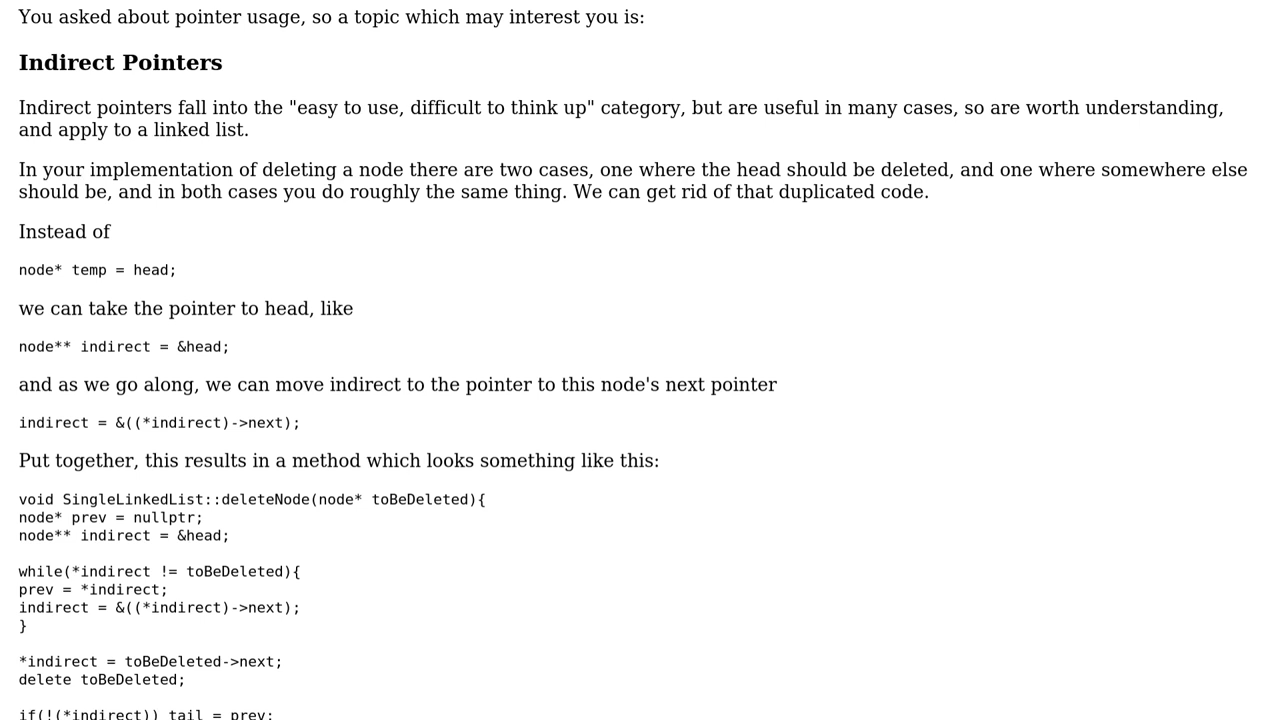 You asked about pointer usage, so a topic which may interest you is:
Indirect Pointers
Indirect pointers fall into the "easy to use, difficult to think up" category, but are useful in many cases, so are worth understanding,
and apply to a linked list.
In your implementation of deleting a node there are two cases, one where the head should be deleted, and one where somewhere else
should be, and in both cases you do roughly the same thing. We can get rid of that duplicated code.
Instead of
node* temp = head;
we can take the pointer to head, like
node** indirect = &head;
and as we go along, we can move indirect to the pointer to this node's next pointer
indirect = &((*indirect)->next);
Put together, this results in a method which looks something like this:
void SingleLinkedList::deleteNode(node* toBeDeleted){
node* prev = nullptr;
node** indirect = &head;
while(*indirect != toBeDeleted){
prev = *indirect;
indirect = &((*indirect)->next);
}
*indirect = toBeDeleted->next;
delete toBeDeleted;
if(!(*indirect)) tail = prev;